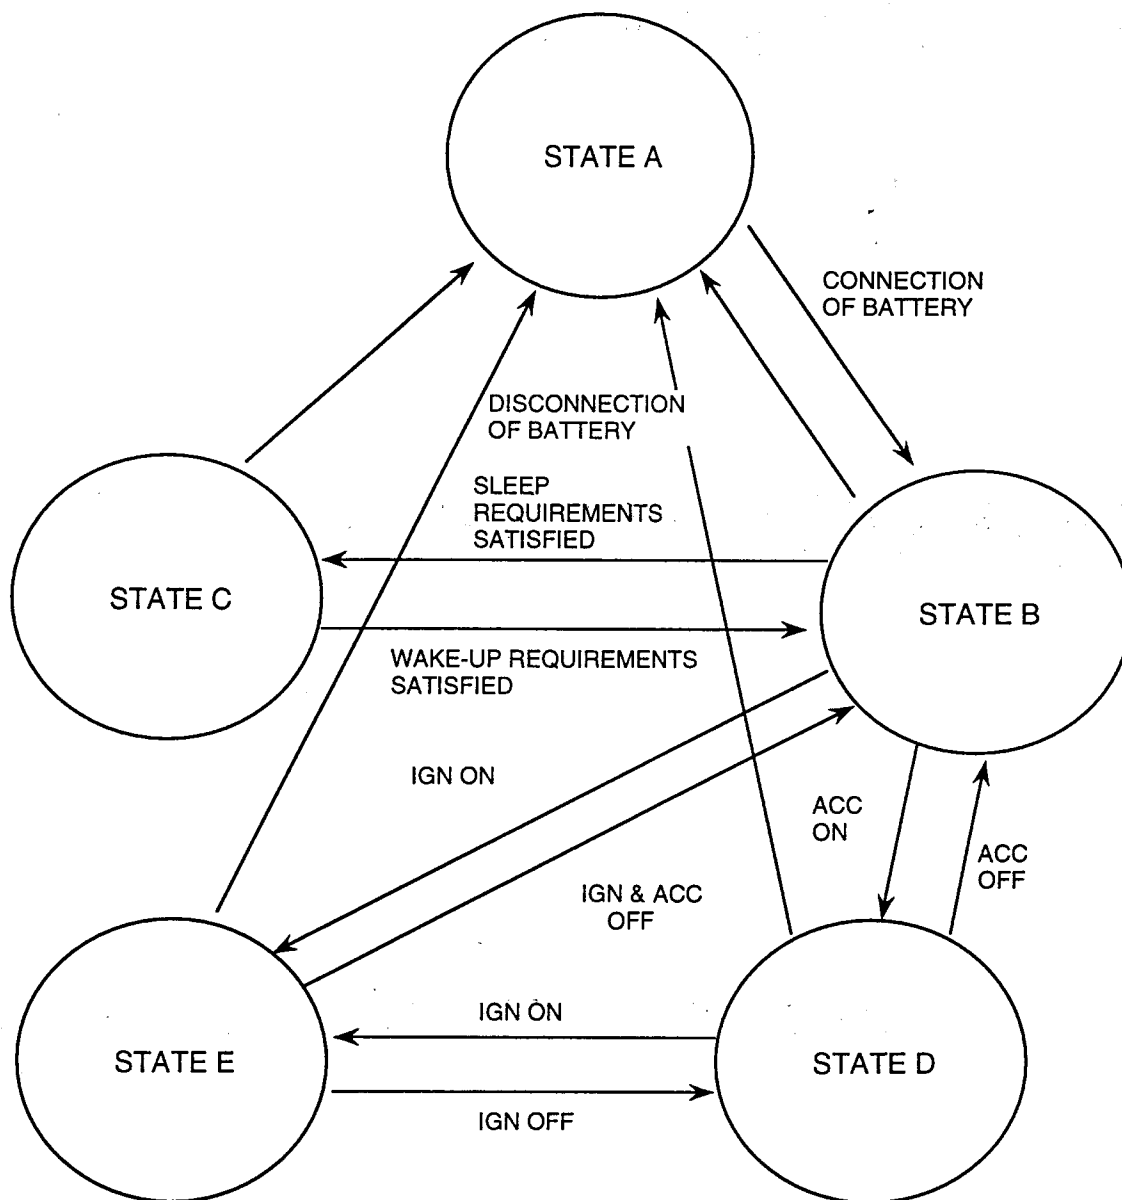 STATE A
CONNECTION
OF BATTERY
DISCONNECTION
OF BATTERY
SLEEP
REQUIREMENTS
SATISFIED
STATE C
STATE B
WAKE-UP REQUIREMENTS
SATISFIED
IGN ON
ACC
ON
ACC
OFF
IGN & ACC
OFF
IGN ON
STATE E
STATE D
IGN OFF